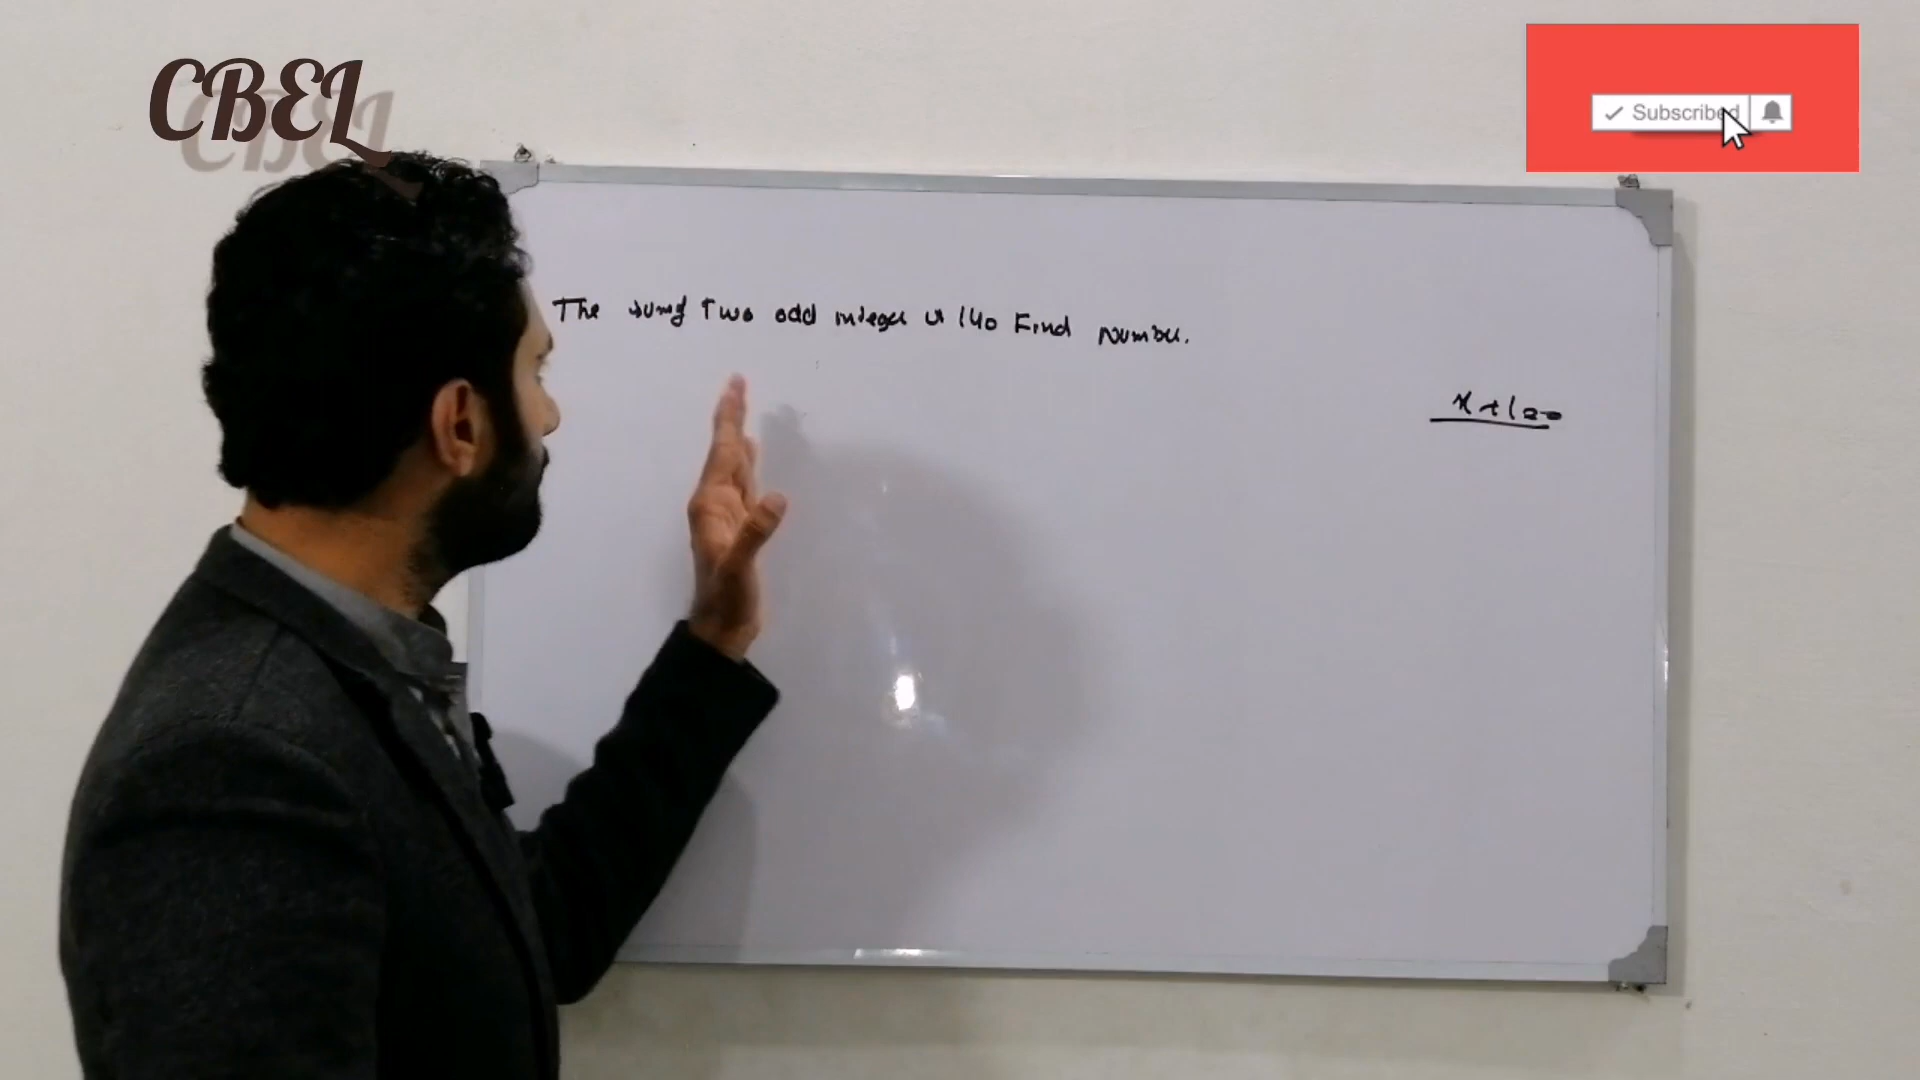 CBEL
Subscribed
The sum of Two odd integer is 140 Find Number.
x + 1 = 0